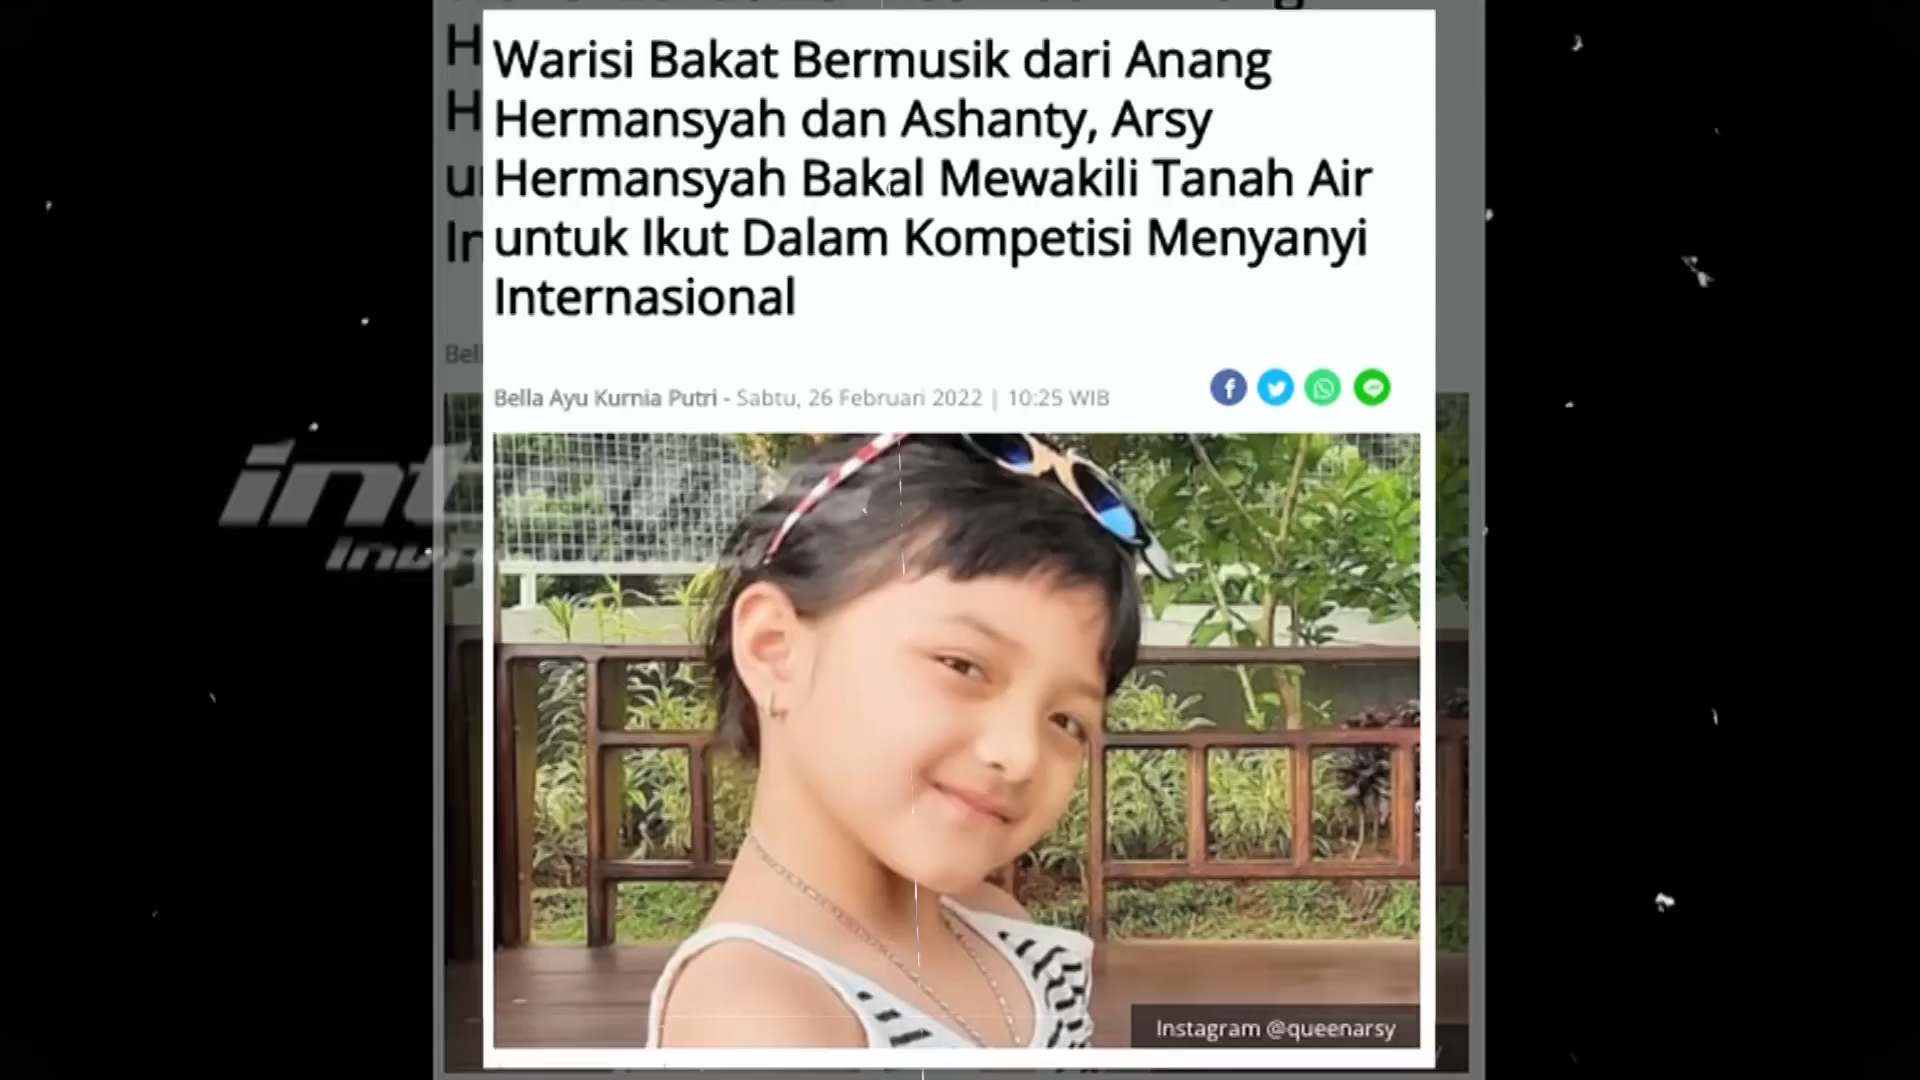 Warisi Bakat Bermusik dari Anang
Hermansyah dan Ashanty, Arsy
Hermansyah Bakal Mewakili Tanah Air
untuk Ikut Dalam Kompetisi Menyanyi
Internasional
Bella Ayu Kurnia Putri - Sabtu, 26 Februari 2022 | 10:25 WIB
Instagram @queenarsy